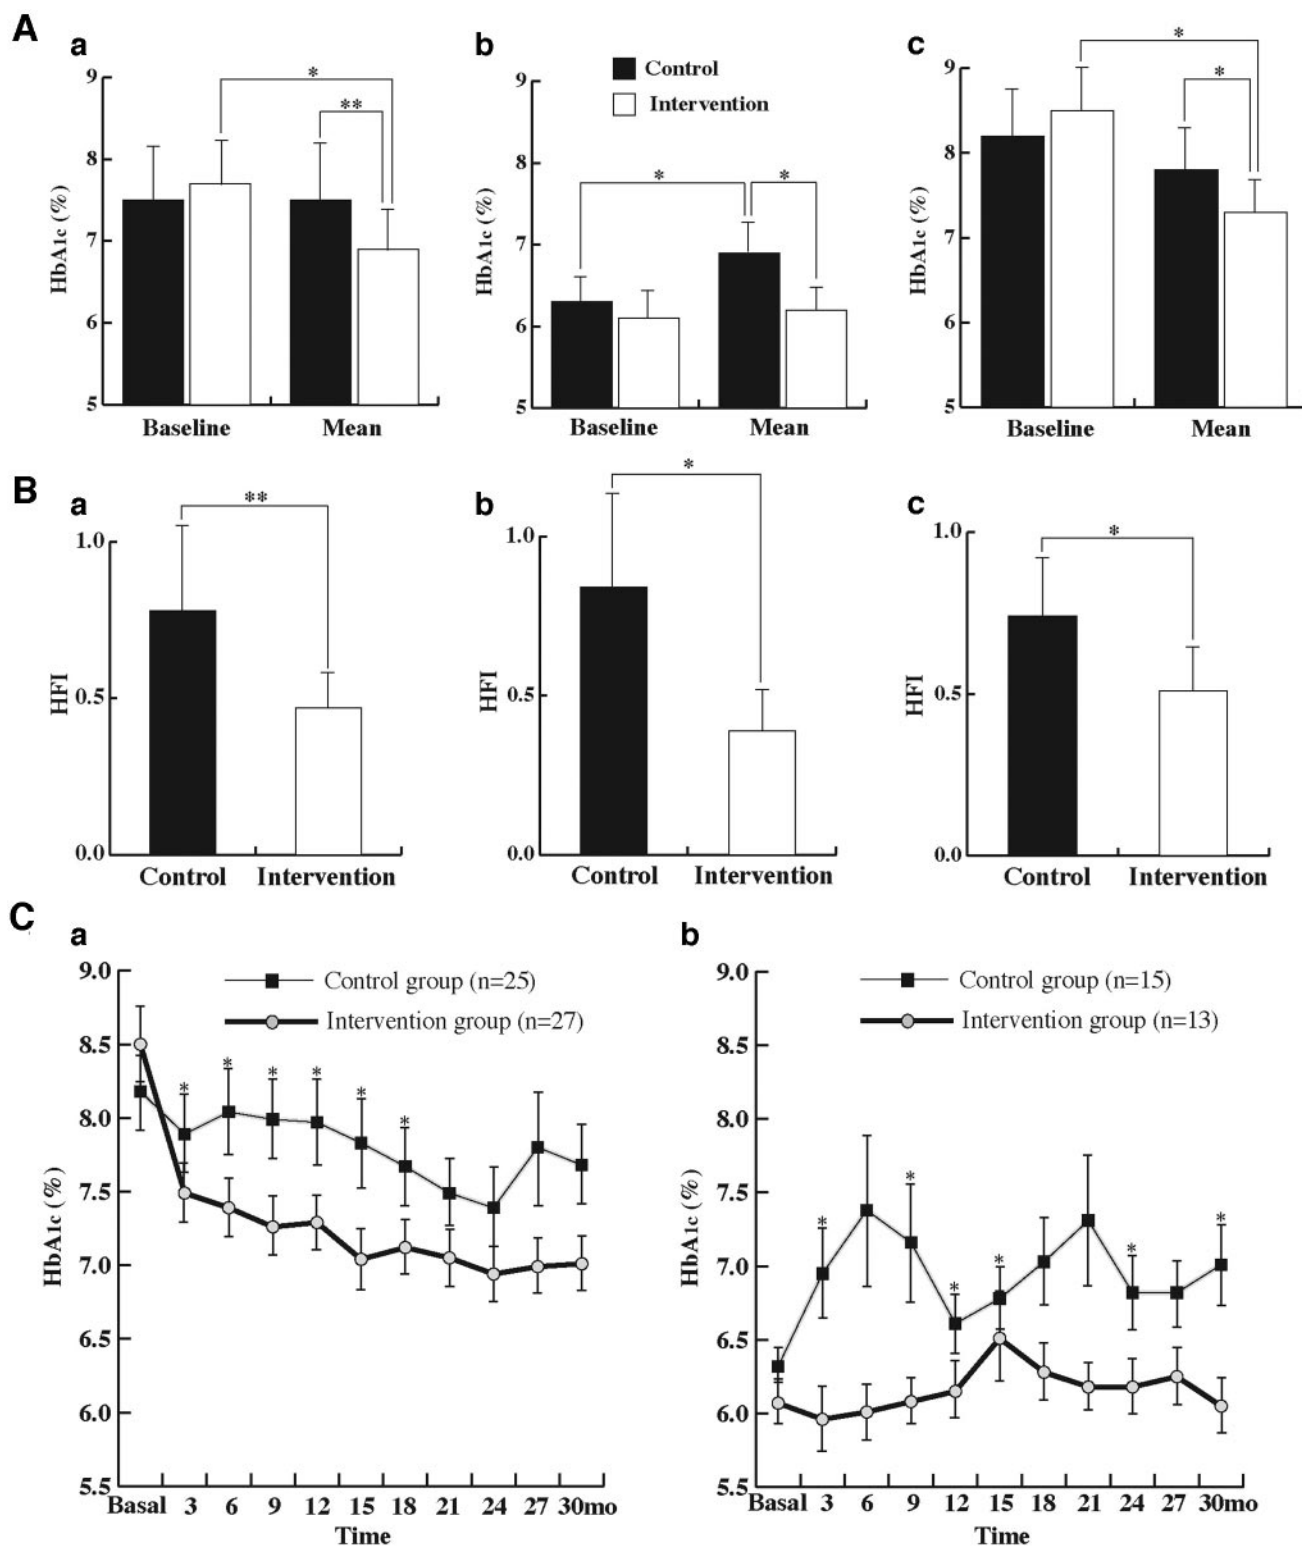 A
a
b
c
Control
Intervention
*
**
*
*
*
*
HbA1c (%)
9
8
7
6
5
Baseline
Mean
HbA1c (%)
9
8
7
6
5
Baseline
Mean
HbA1c (%)
9
8
7
6
5
Baseline
Mean
B
a
b
c
**
*
*
HFI
1.0
0.5
0.0
Control
Intervention
HFI
1.0
0.5
0.0
Control
Intervention
HFI
1.0
0.5
0.0
Control
Intervention
C
a
Control group (n=25)
Intervention group (n=27)
HbA1c (%)
9.0
8.5
8.0
7.5
7.0
6.5
6.0
5.5
* * * * * *
Basal 3 6 9 12 15 18 21 24 27 30mo
Time
b
Control group (n=15)
Intervention group (n=13)
HbA1c (%)
9.0
8.5
8.0
7.5
7.0
6.5
6.0
5.5
* * * * * *
Basal 3 6 9 12 15 18 21 24 27 30mo
Time